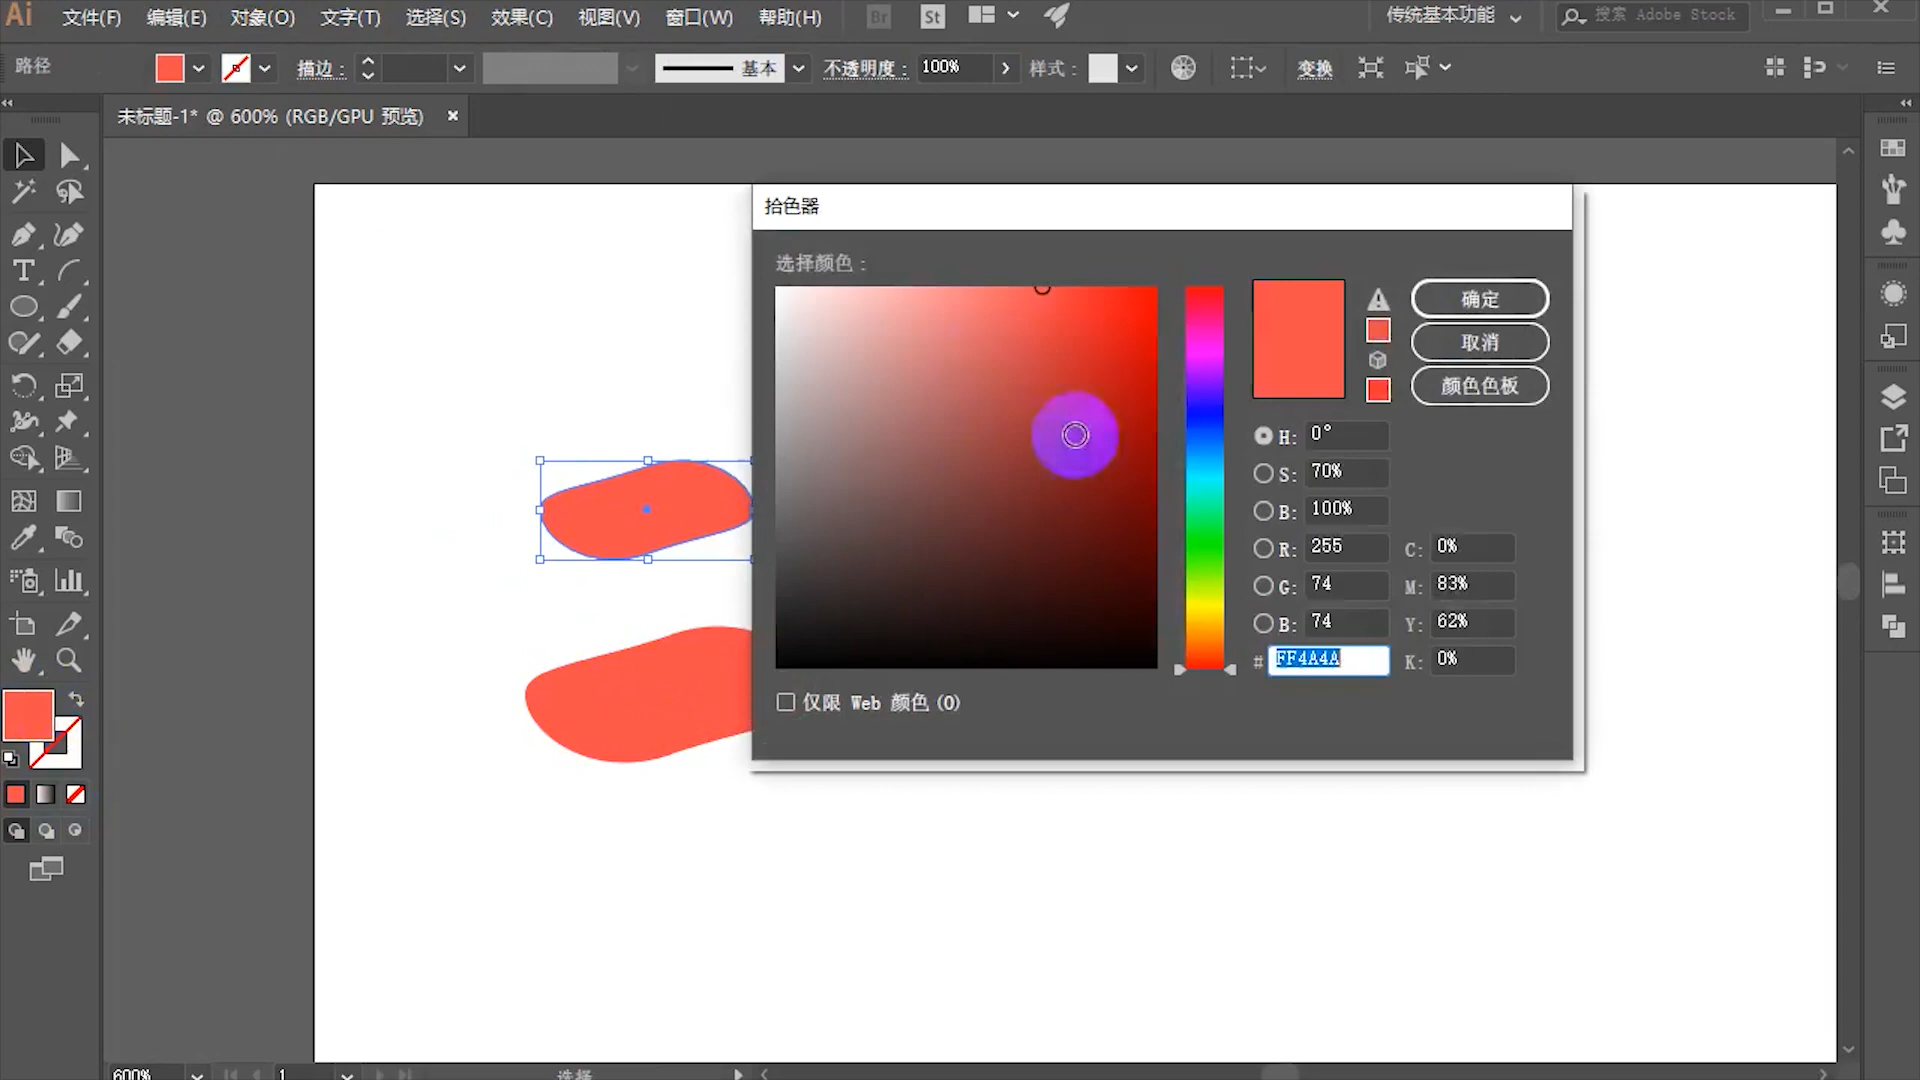 Ai 文件(F) 编辑(E) 对象(O) 文字(T) 选择(S) 效果(C) 视图(V) 窗口(W) 帮助(H) Br St 传统基本功能 搜索 Adobe Stock
路径 描边： 基本 不透明度： 100% 样式： 变换
未标题-1* @ 600% (RGB/GPU 预览)
拾色器
选择颜色：
确定
取消
颜色色板
H: 0°
S: 70%
B: 100%
R: 255 C: 0%
G: 74 M: 83%
B: 74 Y: 62%
# FF4A4A K: 0%
仅限 Web 颜色 (O)
600% 1 选择